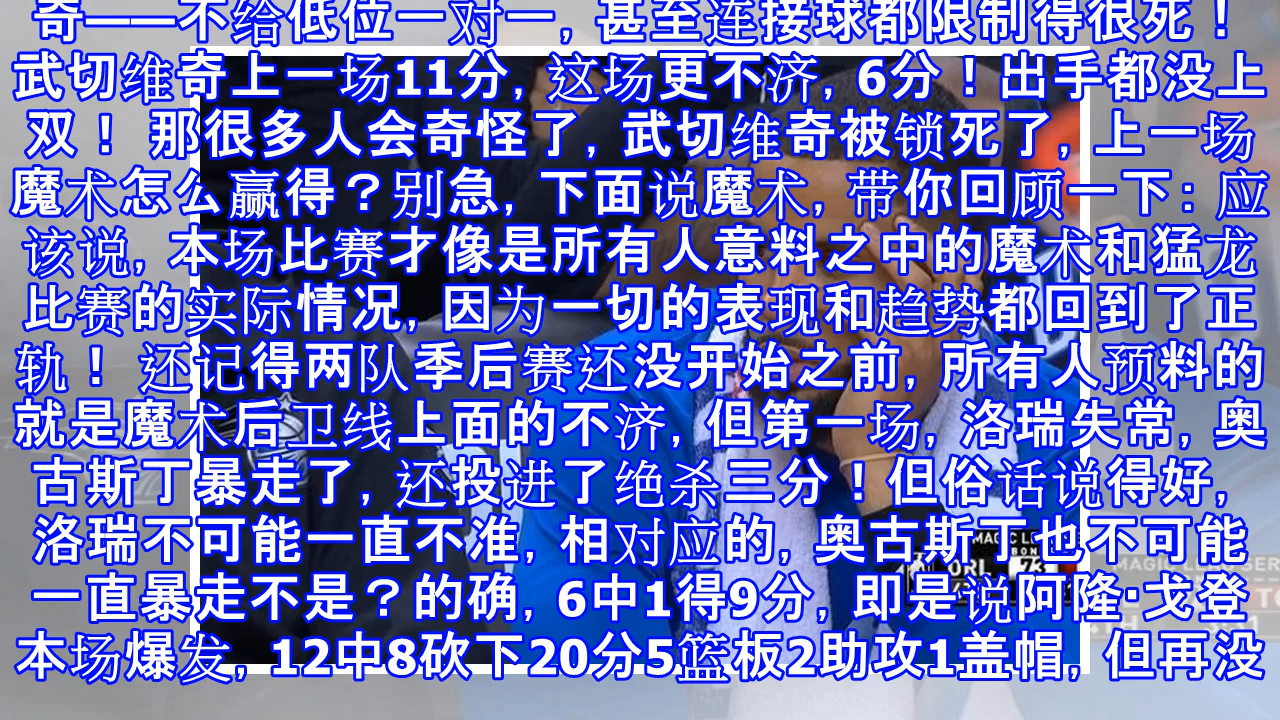 奇——不给低位一对一, 甚至连接球都限制得很死！
武切维奇上一场11分, 这场更不济, 6分！出手都没上
双！ 那很多人会奇怪了, 武切维奇被锁死了, 上一场
魔术怎么赢得？别急, 下面说魔术, 带你回顾一下: 应
该说, 本场比赛才像是所有人意料之中的魔术和猛龙
比赛的实际情况, 因为一切的表现和趋势都回到了正
轨！ 还记得两队季后赛还没开始之前, 所有人预料的
就是魔术后卫线上面的不济, 但第一场, 洛瑞失常, 奥
古斯丁暴走了, 还投进了绝杀三分！但俗话说得好,
洛瑞不可能一直不准, 相对应的, 奥古斯丁也不可能
一直暴走不是？的确, 6中1得9分, 即是说阿隆·戈登
本场爆发, 12中8砍下20分5篮板2助攻1盖帽, 但再没
ORL 73